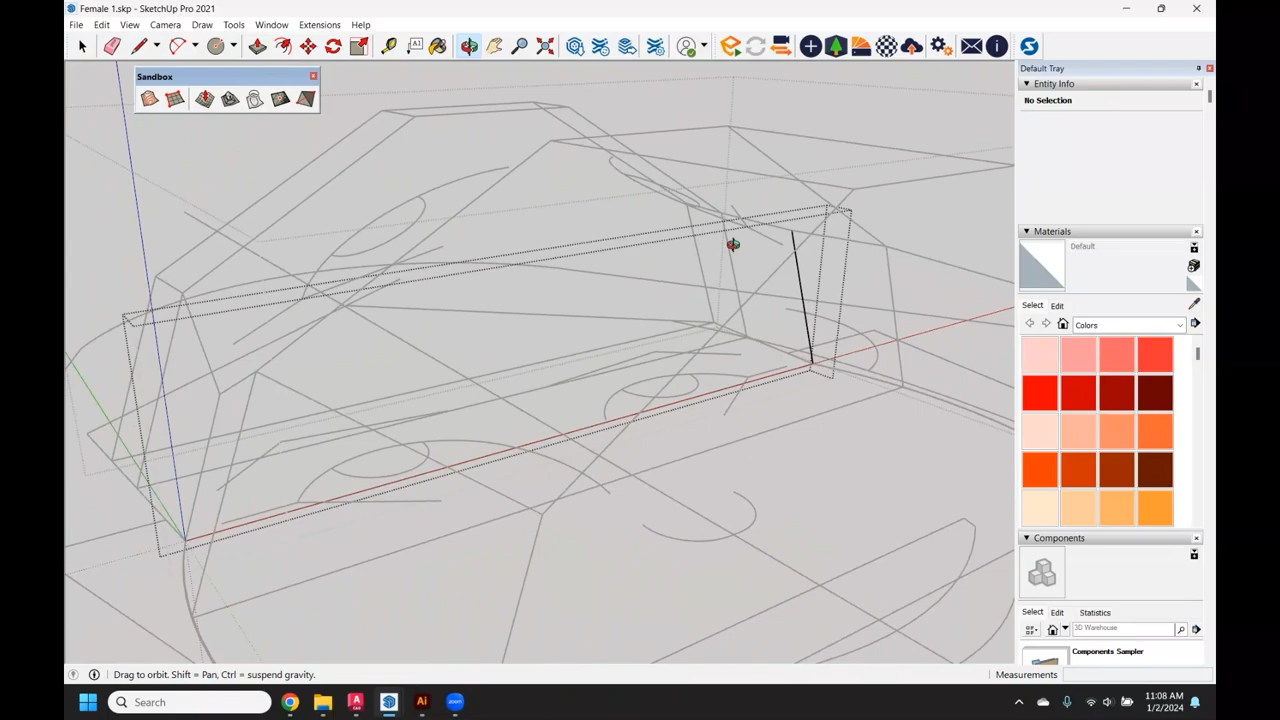 Female 1.skp - SketchUp Pro 2021
File Edit View Camera Draw Tools Window Extensions Help
Sandbox
Default Tray
Entity Info
No Selection
Materials
Default
Select Edit
Colors
Components
Select Edit Statistics
3D Warehouse
Components Sampler
Drag to orbit. Shift = Pan, Ctrl = suspend gravity.
Measurements
Search
11:08 AM
1/2/2024